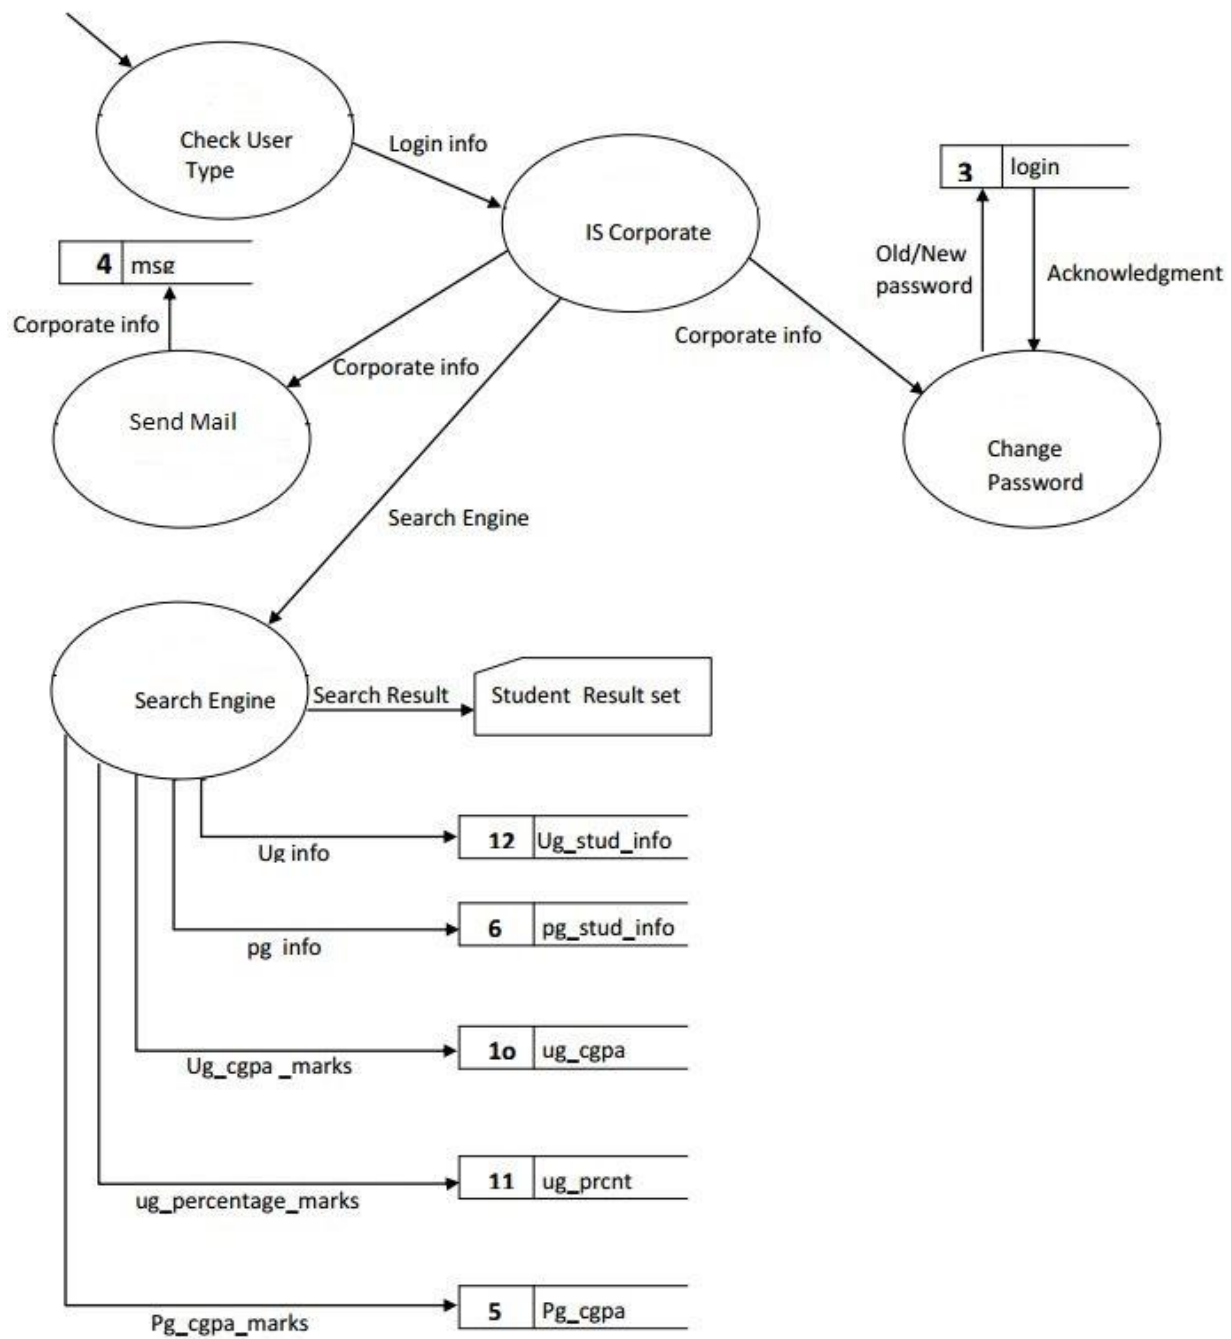 Check User
Type
Login info
IS Corporate
3 login
Old/New
password
Acknowledgment
4 msg
Corporate info
Corporate info
Corporate info
Send Mail
Change
Password
Search Engine
Search Engine
Search Result
Student Result set
12 Ug_stud_info
Ug info
6 pg_stud_info
pg info
1o ug_cgpa
Ug_cgpa _marks
11 ug_prcnt
ug_percentage_marks
5 Pg_cgpa
Pg_cgpa_marks